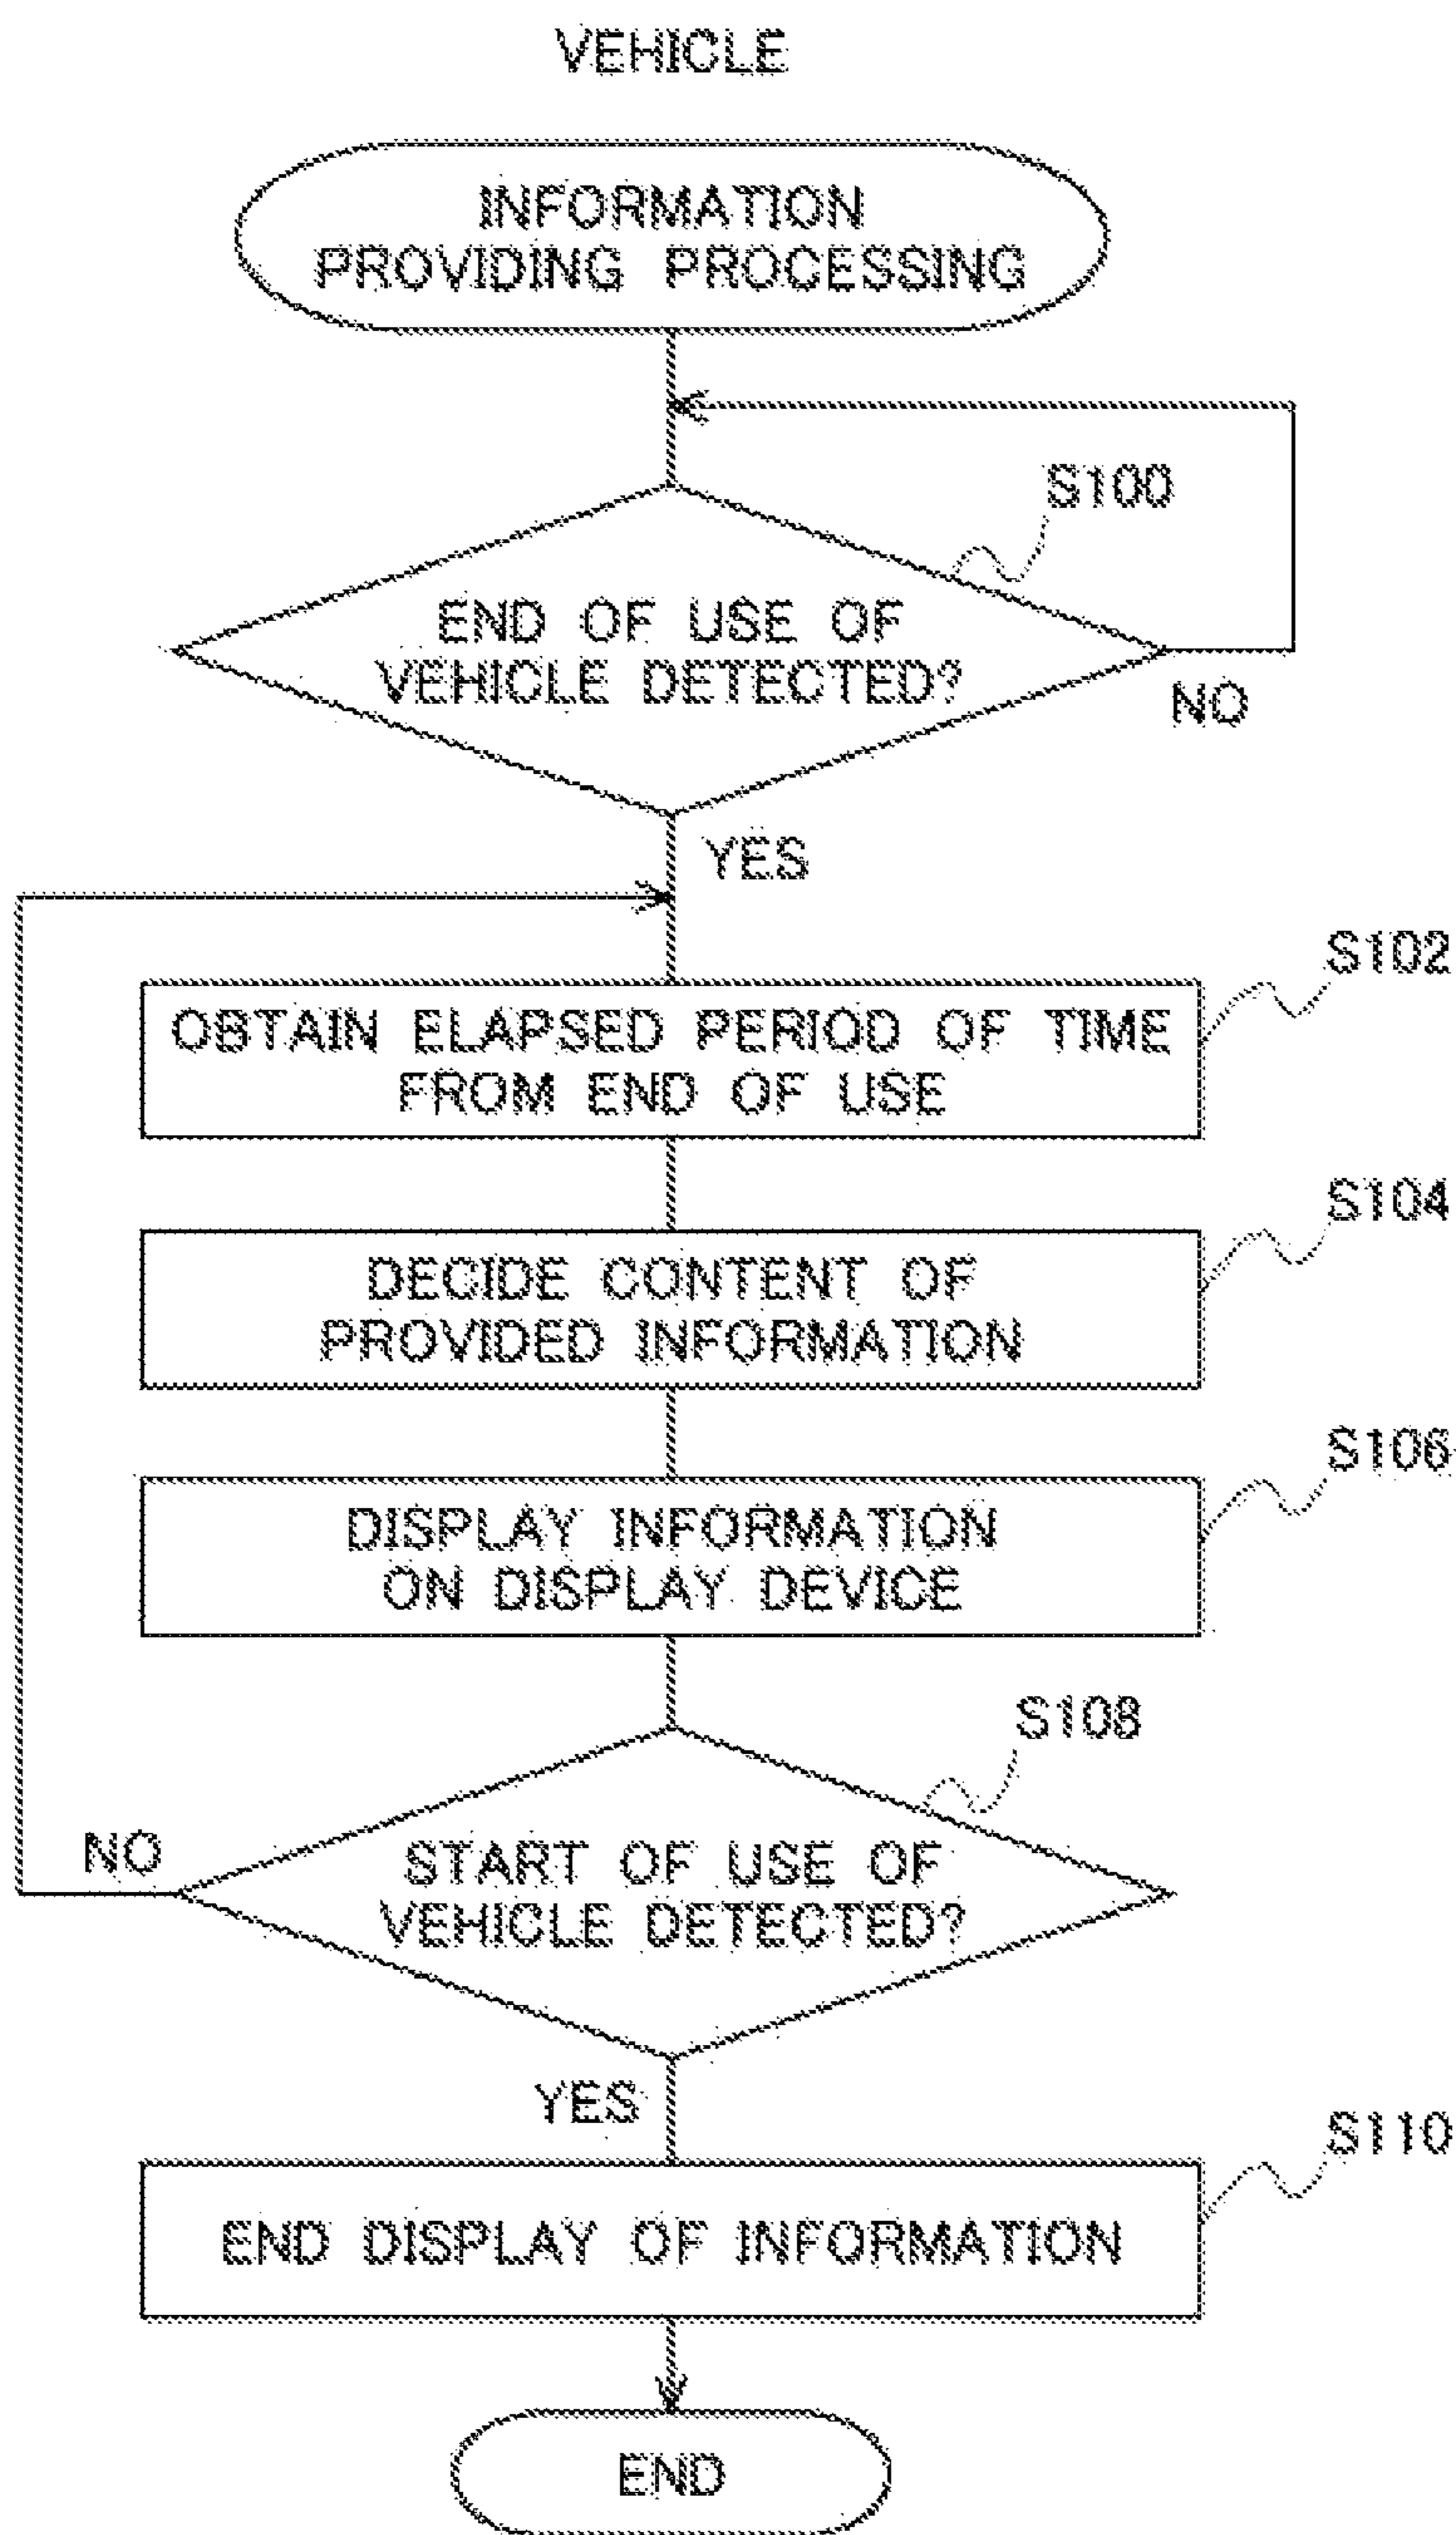 VEHICLE
INFORMATION
PROVIDING PROCESSING
S100
END OF USE OF
VEHICLE DETECTED?
NO
YES
S102
OBTAIN ELAPSED PERIOD OF TIME
FROM END OF USE
S104
DECIDE CONTENT OF
PROVIDED INFORMATION
S106
DISPLAY INFORMATION
ON DISPLAY DEVICE
S108
NO
START OF USE OF
VEHICLE DETECTED?
YES
S110
END DISPLAY OF INFORMATION
END